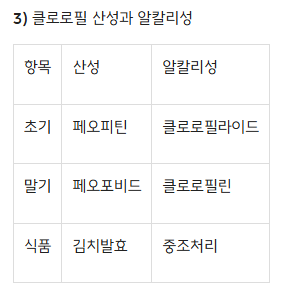 3) 클로로필 산성과 알칼리성
항목 산성 알칼리성
초기 페오피틴 클로로필라이드
말기 페오포비드 클로로필린
식품 김치발효 중조처리